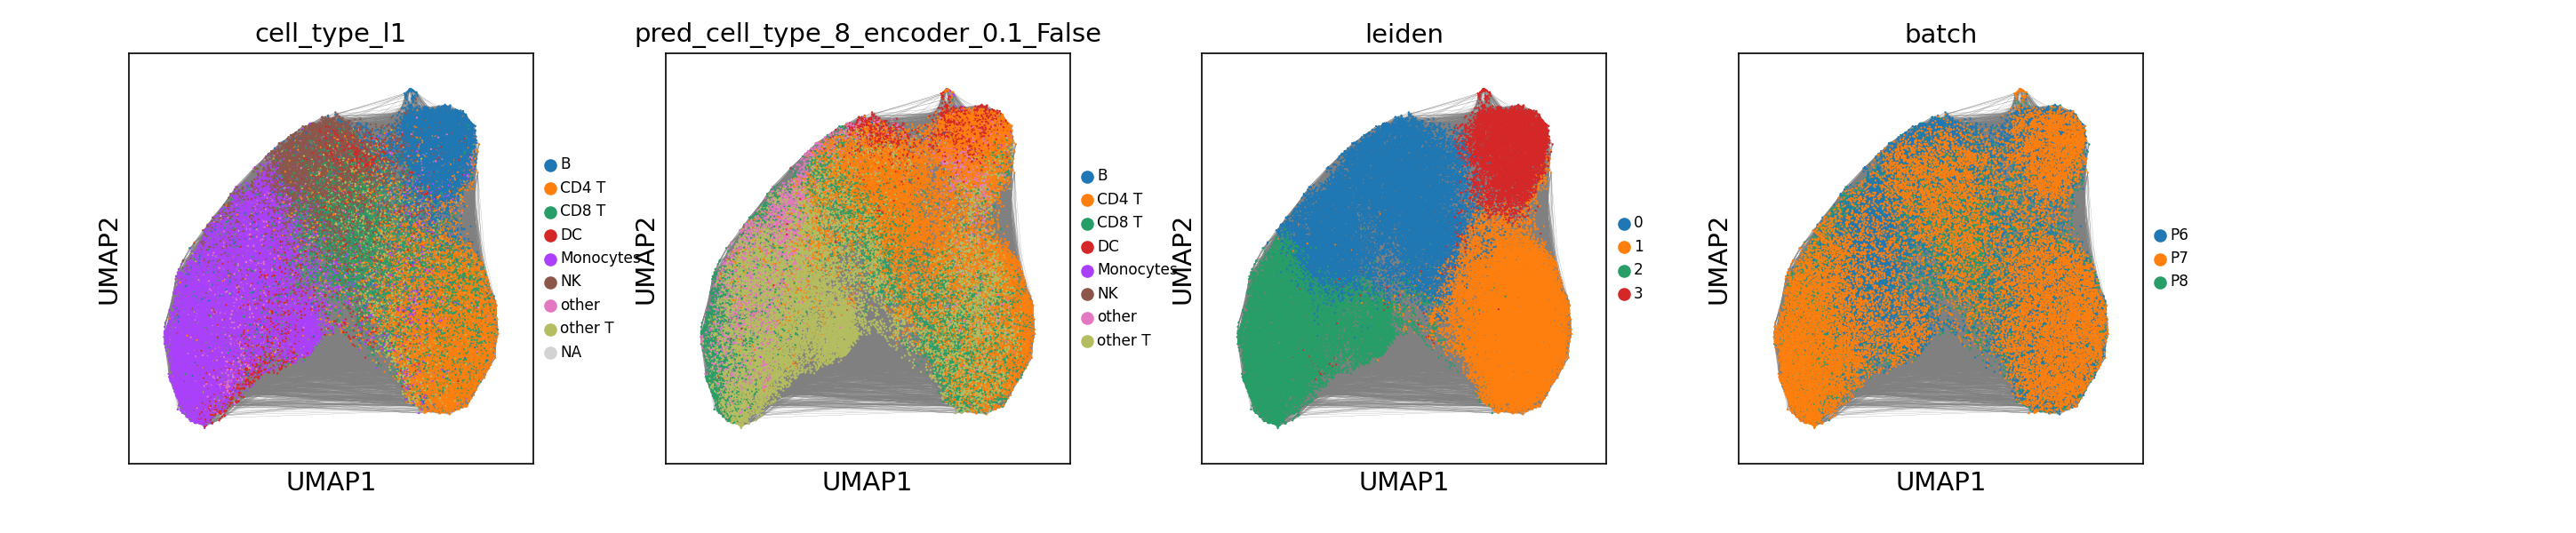 cell_type_l1
UMAP2
UMAP1
B
CD4 T
CD8 T
DC
Monocytes
NK
other
other T
NA
pred_cell_type_8_encoder_0.1_False
UMAP2
UMAP1
B
CD4 T
CD8 T
DC
Monocytes
NK
other
other T
leiden
UMAP2
UMAP1
0
1
2
3
batch
UMAP2
UMAP1
P6
P7
P8